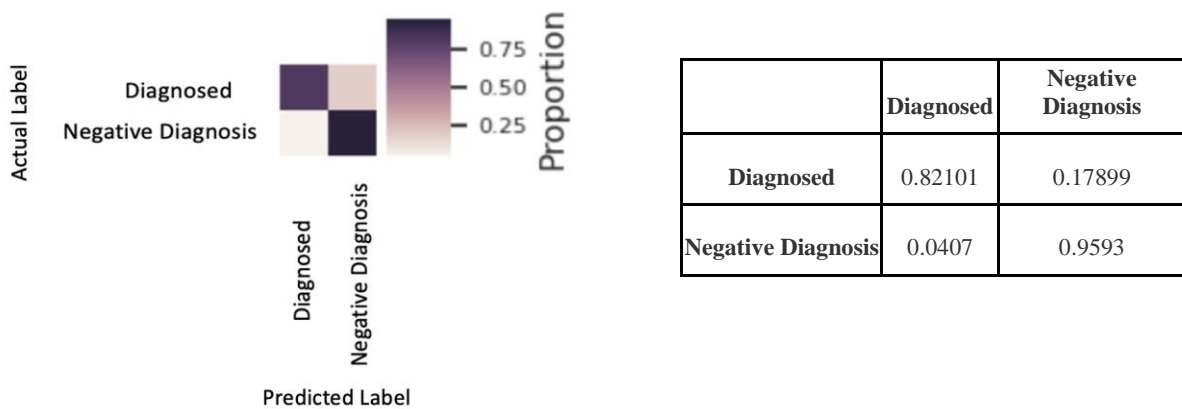 Actual Label
Diagnosed
Negative Diagnosis
0.75
0.50
0.25
Proportion
Diagnosed
Negative Diagnosis
Predicted Label
Diagnosed
Negative
Diagnosis
Diagnosed 0.82101 0.17899
Negative Diagnosis 0.0407 0.9593